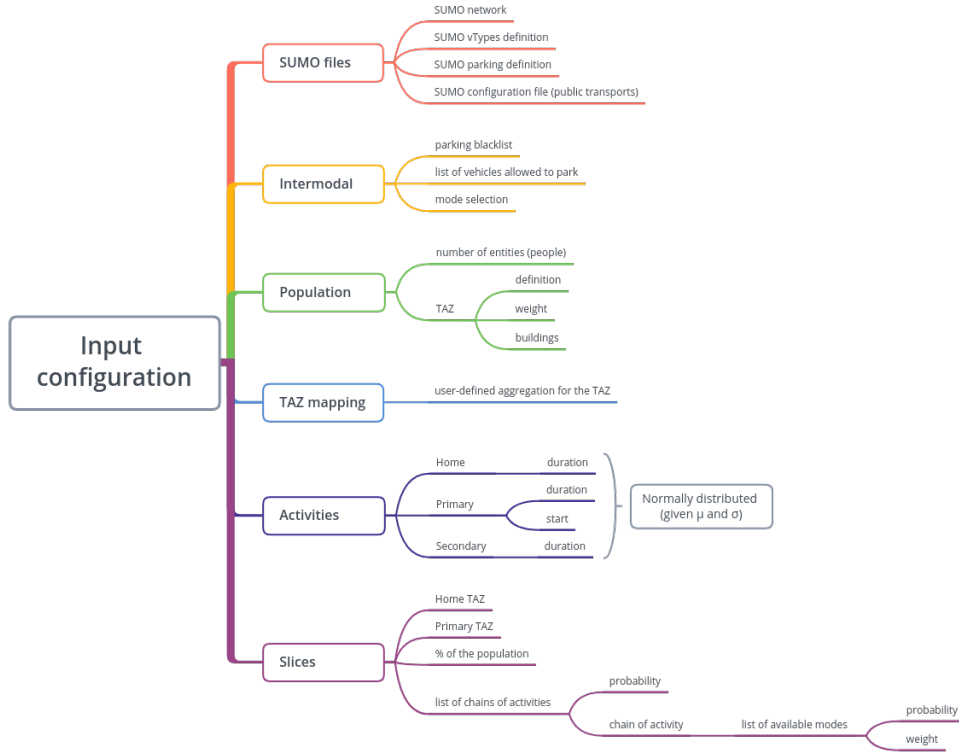 Input
configuration
SUMO files
SUMO network
SUMO vTypes definition
SUMO parking definition
SUMO configuration file (public transports)
Intermodal
parking blacklist
list of vehicles allowed to park
mode selection
Population
number of entities (people)
TAZ
definition
weight
buildings
TAZ mapping
user-defined aggregation for the TAZ
Activities
Home
duration
Primary
duration
start
Secondary
duration
Normally distributed
(given μ and σ)
Slices
Home TAZ
Primary TAZ
% of the population
list of chains of activities
probability
chain of activity
list of available modes
probability
weight